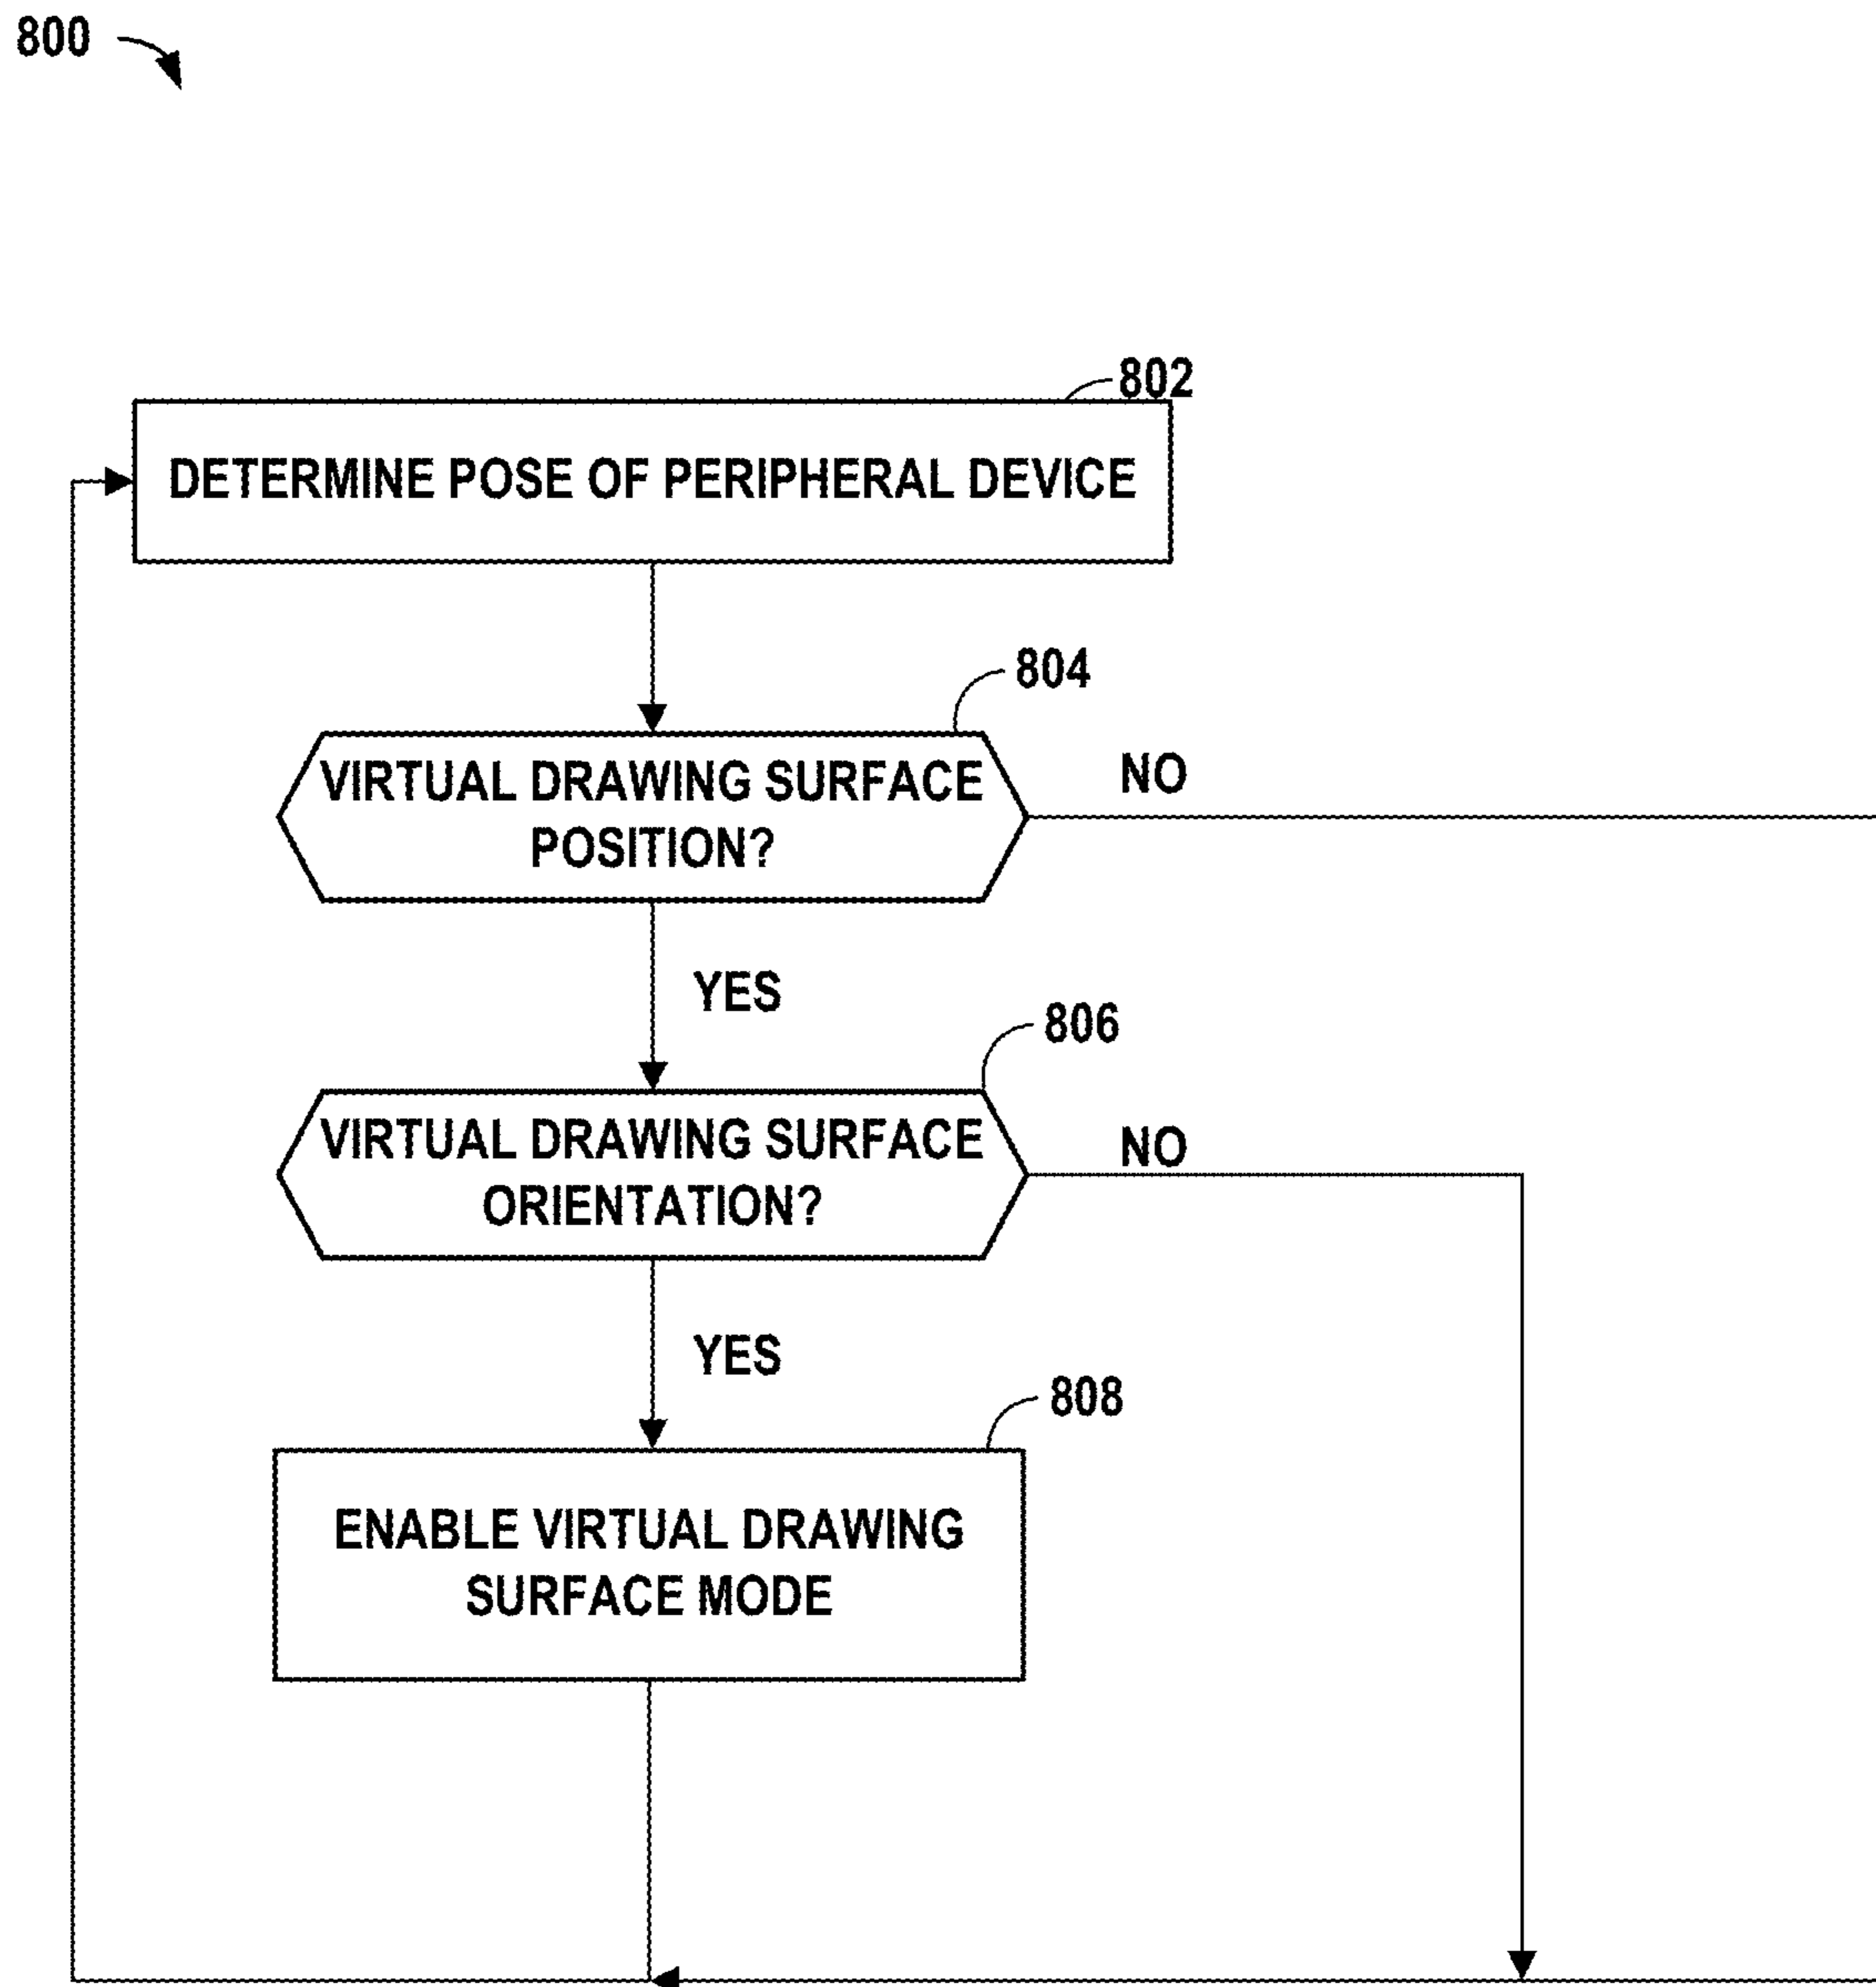 800
802
DETERMINE POSE OF PERIPHERAL DEVICE
804
VIRTUAL DRAWING SURFACE
POSITION?
NO
YES
806
VIRTUAL DRAWING SURFACE
ORIENTATION?
NO
YES
808
ENABLE VIRTUAL DRAWING
SURFACE MODE